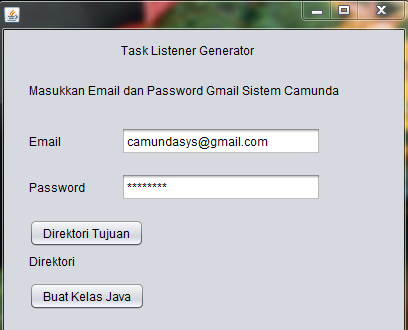 Task Listener Generator
Masukkan Email dan Password Gmail Sistem Camunda
Email camundasys@gmail.com
Password ********
Direktori Tujuan
Direktori
Buat Kelas Java